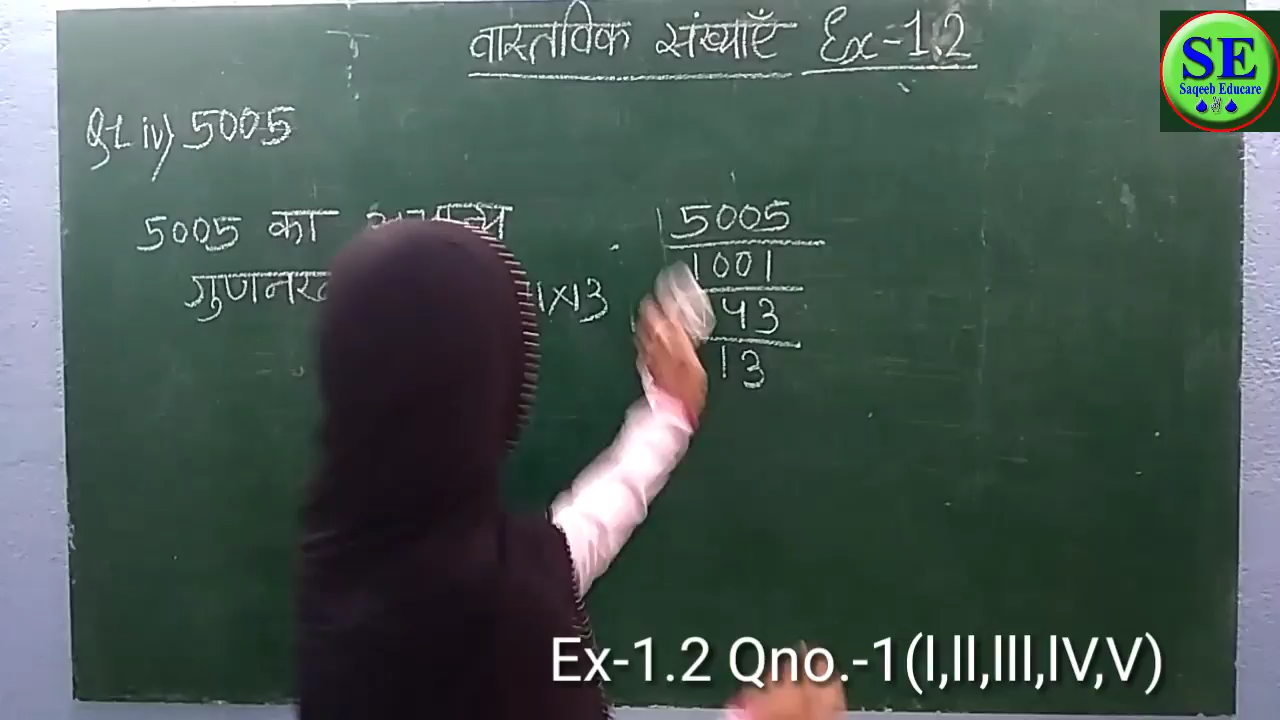 वास्तविक संख्याएँ Ex-1.2
SE
Saqeeb Educare
Q1. iv) 5005
5005 का
5005
1001
43
13
1×13
Ex-1.2 Qno.-1(I,II,III,IV,V)